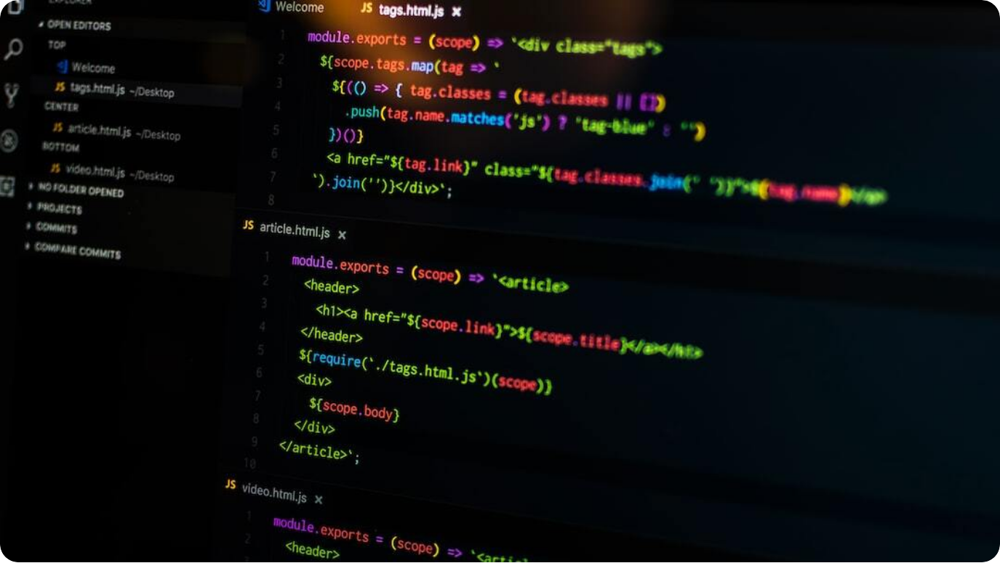 EXPLORER
OPEN EDITORS
TOP
Welcome
tags.html.js ~/Desktop
CENTER
article.html.js ~/Desktop
BOTTOM
video.html.js ~/Desktop
NO FOLDER OPENED
PROJECTS
COMMITS
COMPARE COMMITS
Welcome JS tags.html.js ×
1 module.exports = (scope) => `<div class="tags">
2 ${scope.tags.map(tag => `
3 ${(() => { tag.classes = (tag.classes || [])
4 .push(tag.name.matches('js') ? 'tag-blue' : '')
5 })()}
6 <a href="${tag.link}" class="${tag.classes.join(' ')}">${tag.name}</a>
7 `).join('')}</div>`;
8
JS article.html.js ×
1 module.exports = (scope) => `<article>
2 <header>
3 <h1><a href="${scope.link}">${scope.title}</a></h1>
4 </header>
5 ${require(`./tags.html.js`)(scope)}
6 <div>
7 ${scope.body}
8 </div>
9 </article>`;
10
JS video.html.js ×
1 module.exports = (scope) => `<article
2 <header>